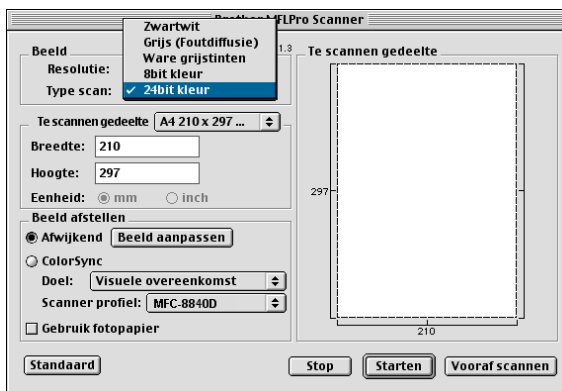 Brother MFLPro Scanner
Zwartwit
Grijs (Foutdiffusie)
Ware grijstinten
8bit kleur
✓ 24bit kleur
Beeld
1.3
Resolutie:
Type scan:
Te scannen gedeelte
A4 210 x 297 ...
Breedte: 210
Hoogte: 297
Eenheid: mm inch
Beeld afstellen
Afwijkend Beeld aanpassen
ColorSync
Doel: Visuele overeenkomst
Scanner profiel: MFC-8840D
Gebruik fotopapier
Te scannen gedeelte
297
210
Standaard Stop Starten Vooraf scannen